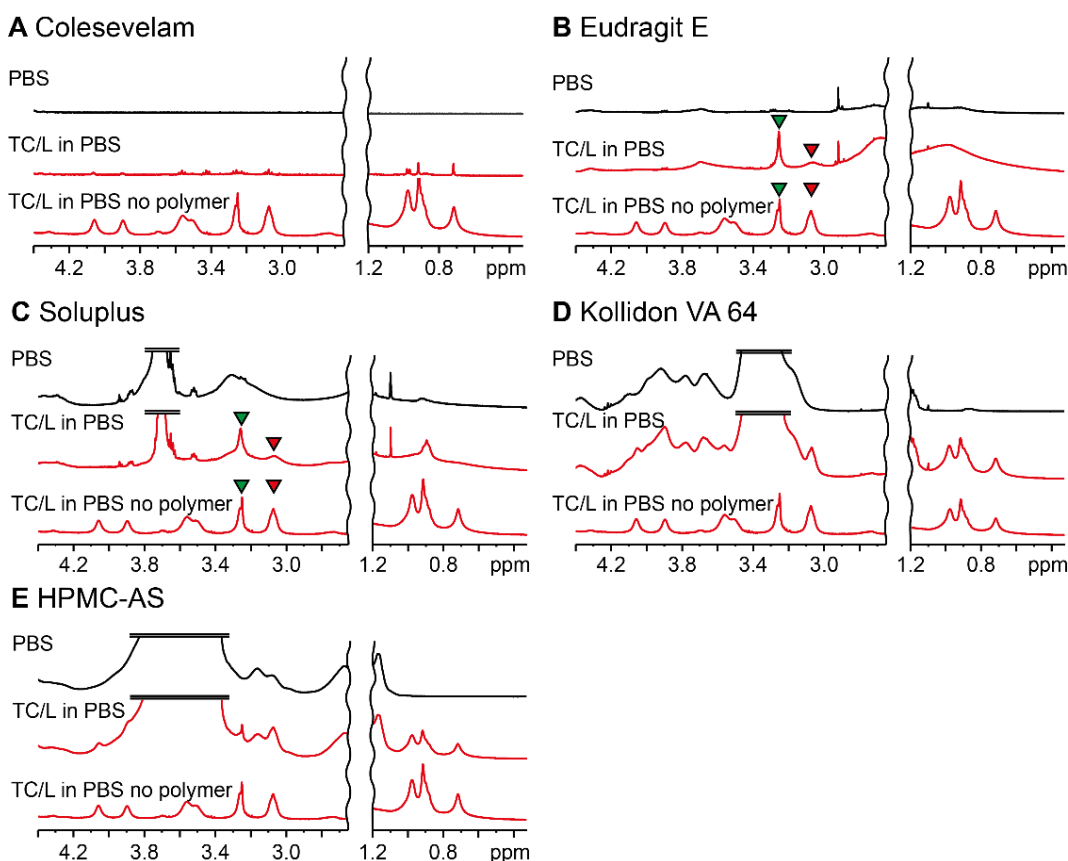 A Colesevelam
PBS
TC/L in PBS
TC/L in PBS no polymer
4.2 3.8 3.4 3.0 1.2 0.8 ppm
B Eudragit E
PBS
TC/L in PBS
TC/L in PBS no polymer
4.2 3.8 3.4 3.0 1.2 0.8 ppm
C Soluplus
PBS
TC/L in PBS
TC/L in PBS no polymer
4.2 3.8 3.4 3.0 1.2 0.8 ppm
D Kollidon VA 64
PBS
TC/L in PBS
TC/L in PBS no polymer
4.2 3.8 3.4 3.0 1.2 0.8 ppm
E HPMC-AS
PBS
TC/L in PBS
TC/L in PBS no polymer
4.2 3.8 3.4 3.0 1.2 0.8 ppm